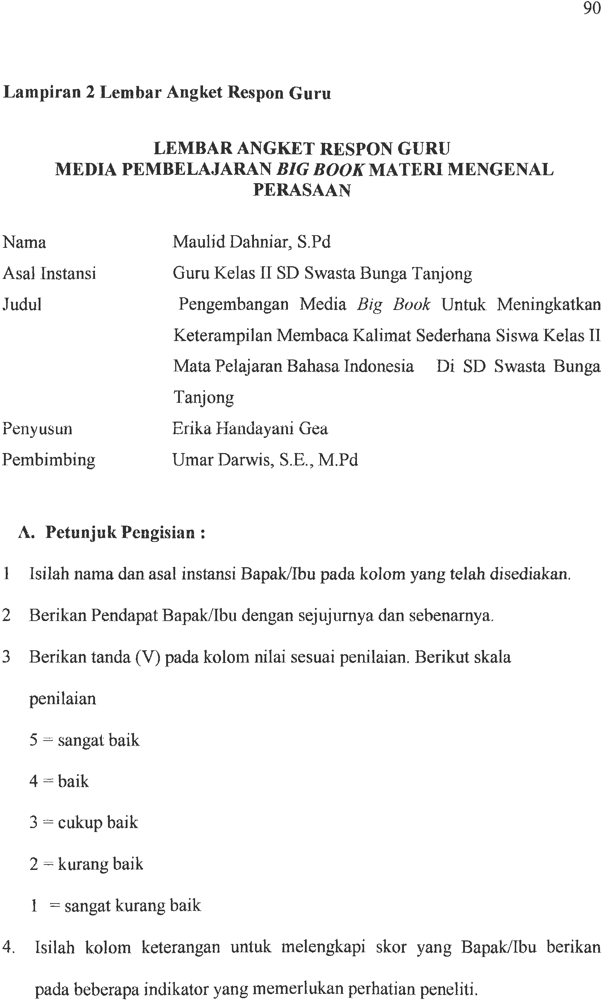 90
Lampiran 2 Lembar Angket Respon Guru
LEMBAR ANGKET RESPON GURU
MEDIA PEMBELAJARAN BIG BOOK MATERI MENGENAL
PERASAAN
Nama Maulid Dahniar, S.Pd
Asal Instansi Guru Kelas II SD Swasta Bunga Tanjong
Judul Pengembangan Media Big Book Untuk Meningkatkan
Keterampilan Membaca Kalimat Sederhana Siswa Kelas II
Mata Pelajaran Bahasa Indonesia Di SD Swasta Bunga
Tanjong
Penyusun Erika Handayani Gea
Pembimbing Umar Darwis, S.E., M.Pd
A. Petunjuk Pengisian :
1 Isilah nama dan asal instansi Bapak/Ibu pada kolom yang telah disediakan.
2 Berikan Pendapat Bapak/Ibu dengan sejujurnya dan sebenarnya.
3 Berikan tanda (V) pada kolom nilai sesuai penilaian. Berikut skala
penilaian
5 = sangat baik
4 = baik
3 = cukup baik
2 = kurang baik
1 = sangat kurang baik
4. Isilah kolom keterangan untuk melengkapi skor yang Bapak/Ibu berikan
pada beberapa indikator yang memerlukan perhatian peneliti.